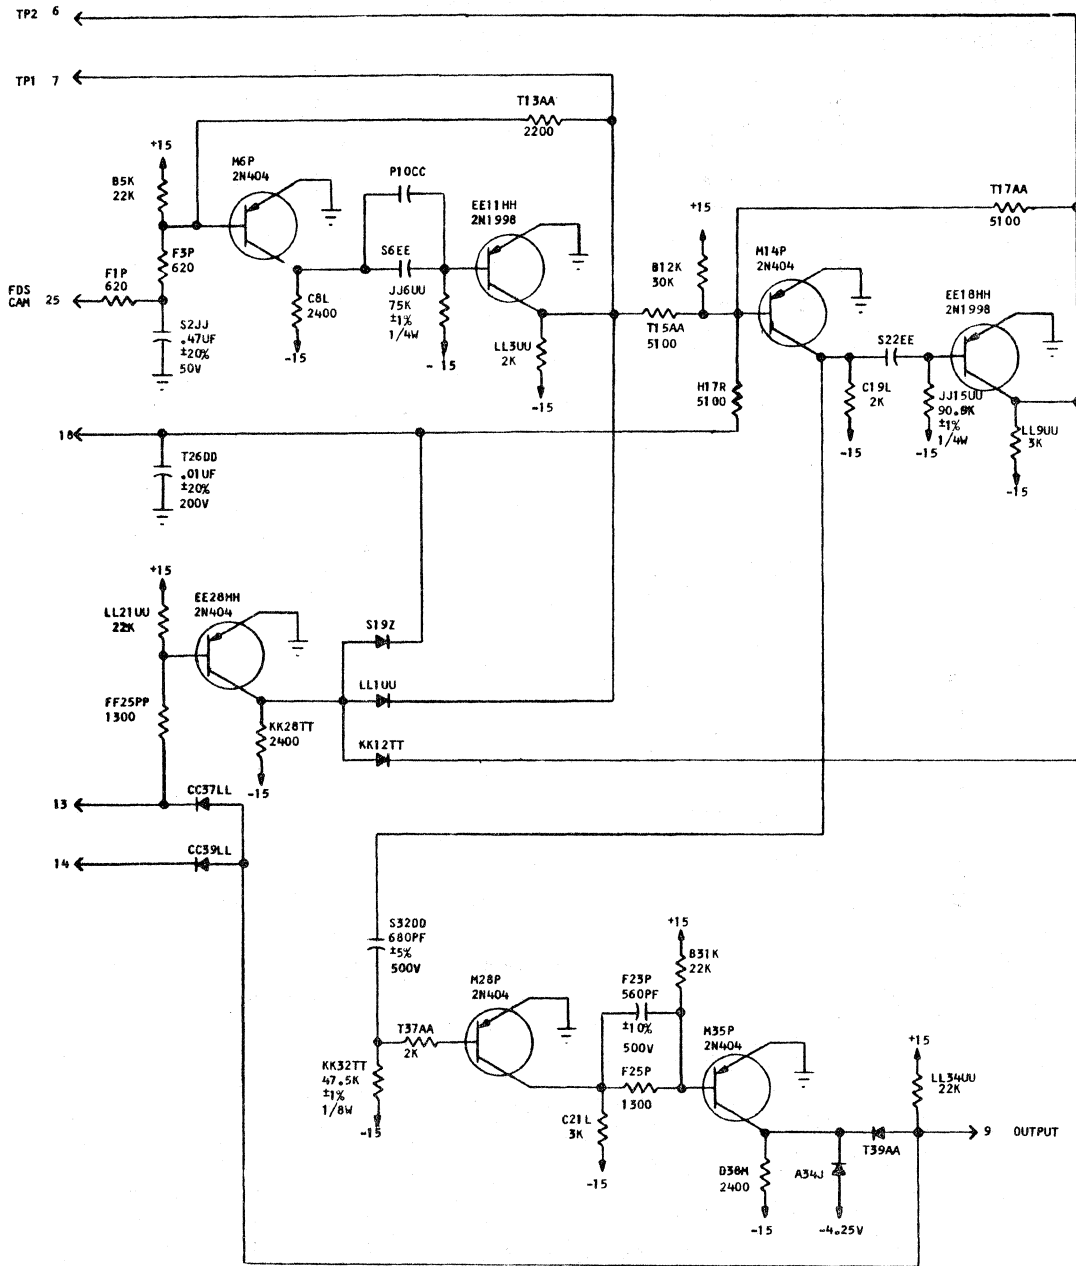 TP2 6
TP1 7
T13AA
2200
+15
B5K
22K
M6P
2N404
P10CC
EE11HH
2N1998
+15
T17AA
5100
F3P
620
F1P
620
FDS
CAM 25
S6EE
JJ6UU
75K
±1%
1/4W
C8L
2400
B12K
30K
M14P
2N404
EE18HH
2N1998
S2JJ
.47UF
±20%
50V
-15
-15
LL3UU
2K
-15
T15AA
5100
H17R
5100
S22EE
C19L
2K
-15
JJ15UU
90.9K
±1%
1/4W
-15
LL9UU
3K
-15
18
T26DD
.01UF
±20%
200V
+15
LL21UU
22K
EE28HH
2N404
S19Z
LL1UU
KK12TT
FF25PP
1300
KK28TT
2400
-15
13
CC37LL
14
CC39LL
S32DD
680PF
±5%
500V
M28P
2N404
T37AA
2K
KK32TT
47.5K
±1%
1/8W
-15
F23P
560PF
±10%
500V
F25P
1300
+15
B31K
22K
M35P
2N404
C21L
3K
-15
+15
LL34UU
22K
9 OUTPUT
T39AA
D38M
2400
-15
A34J
-4.25V